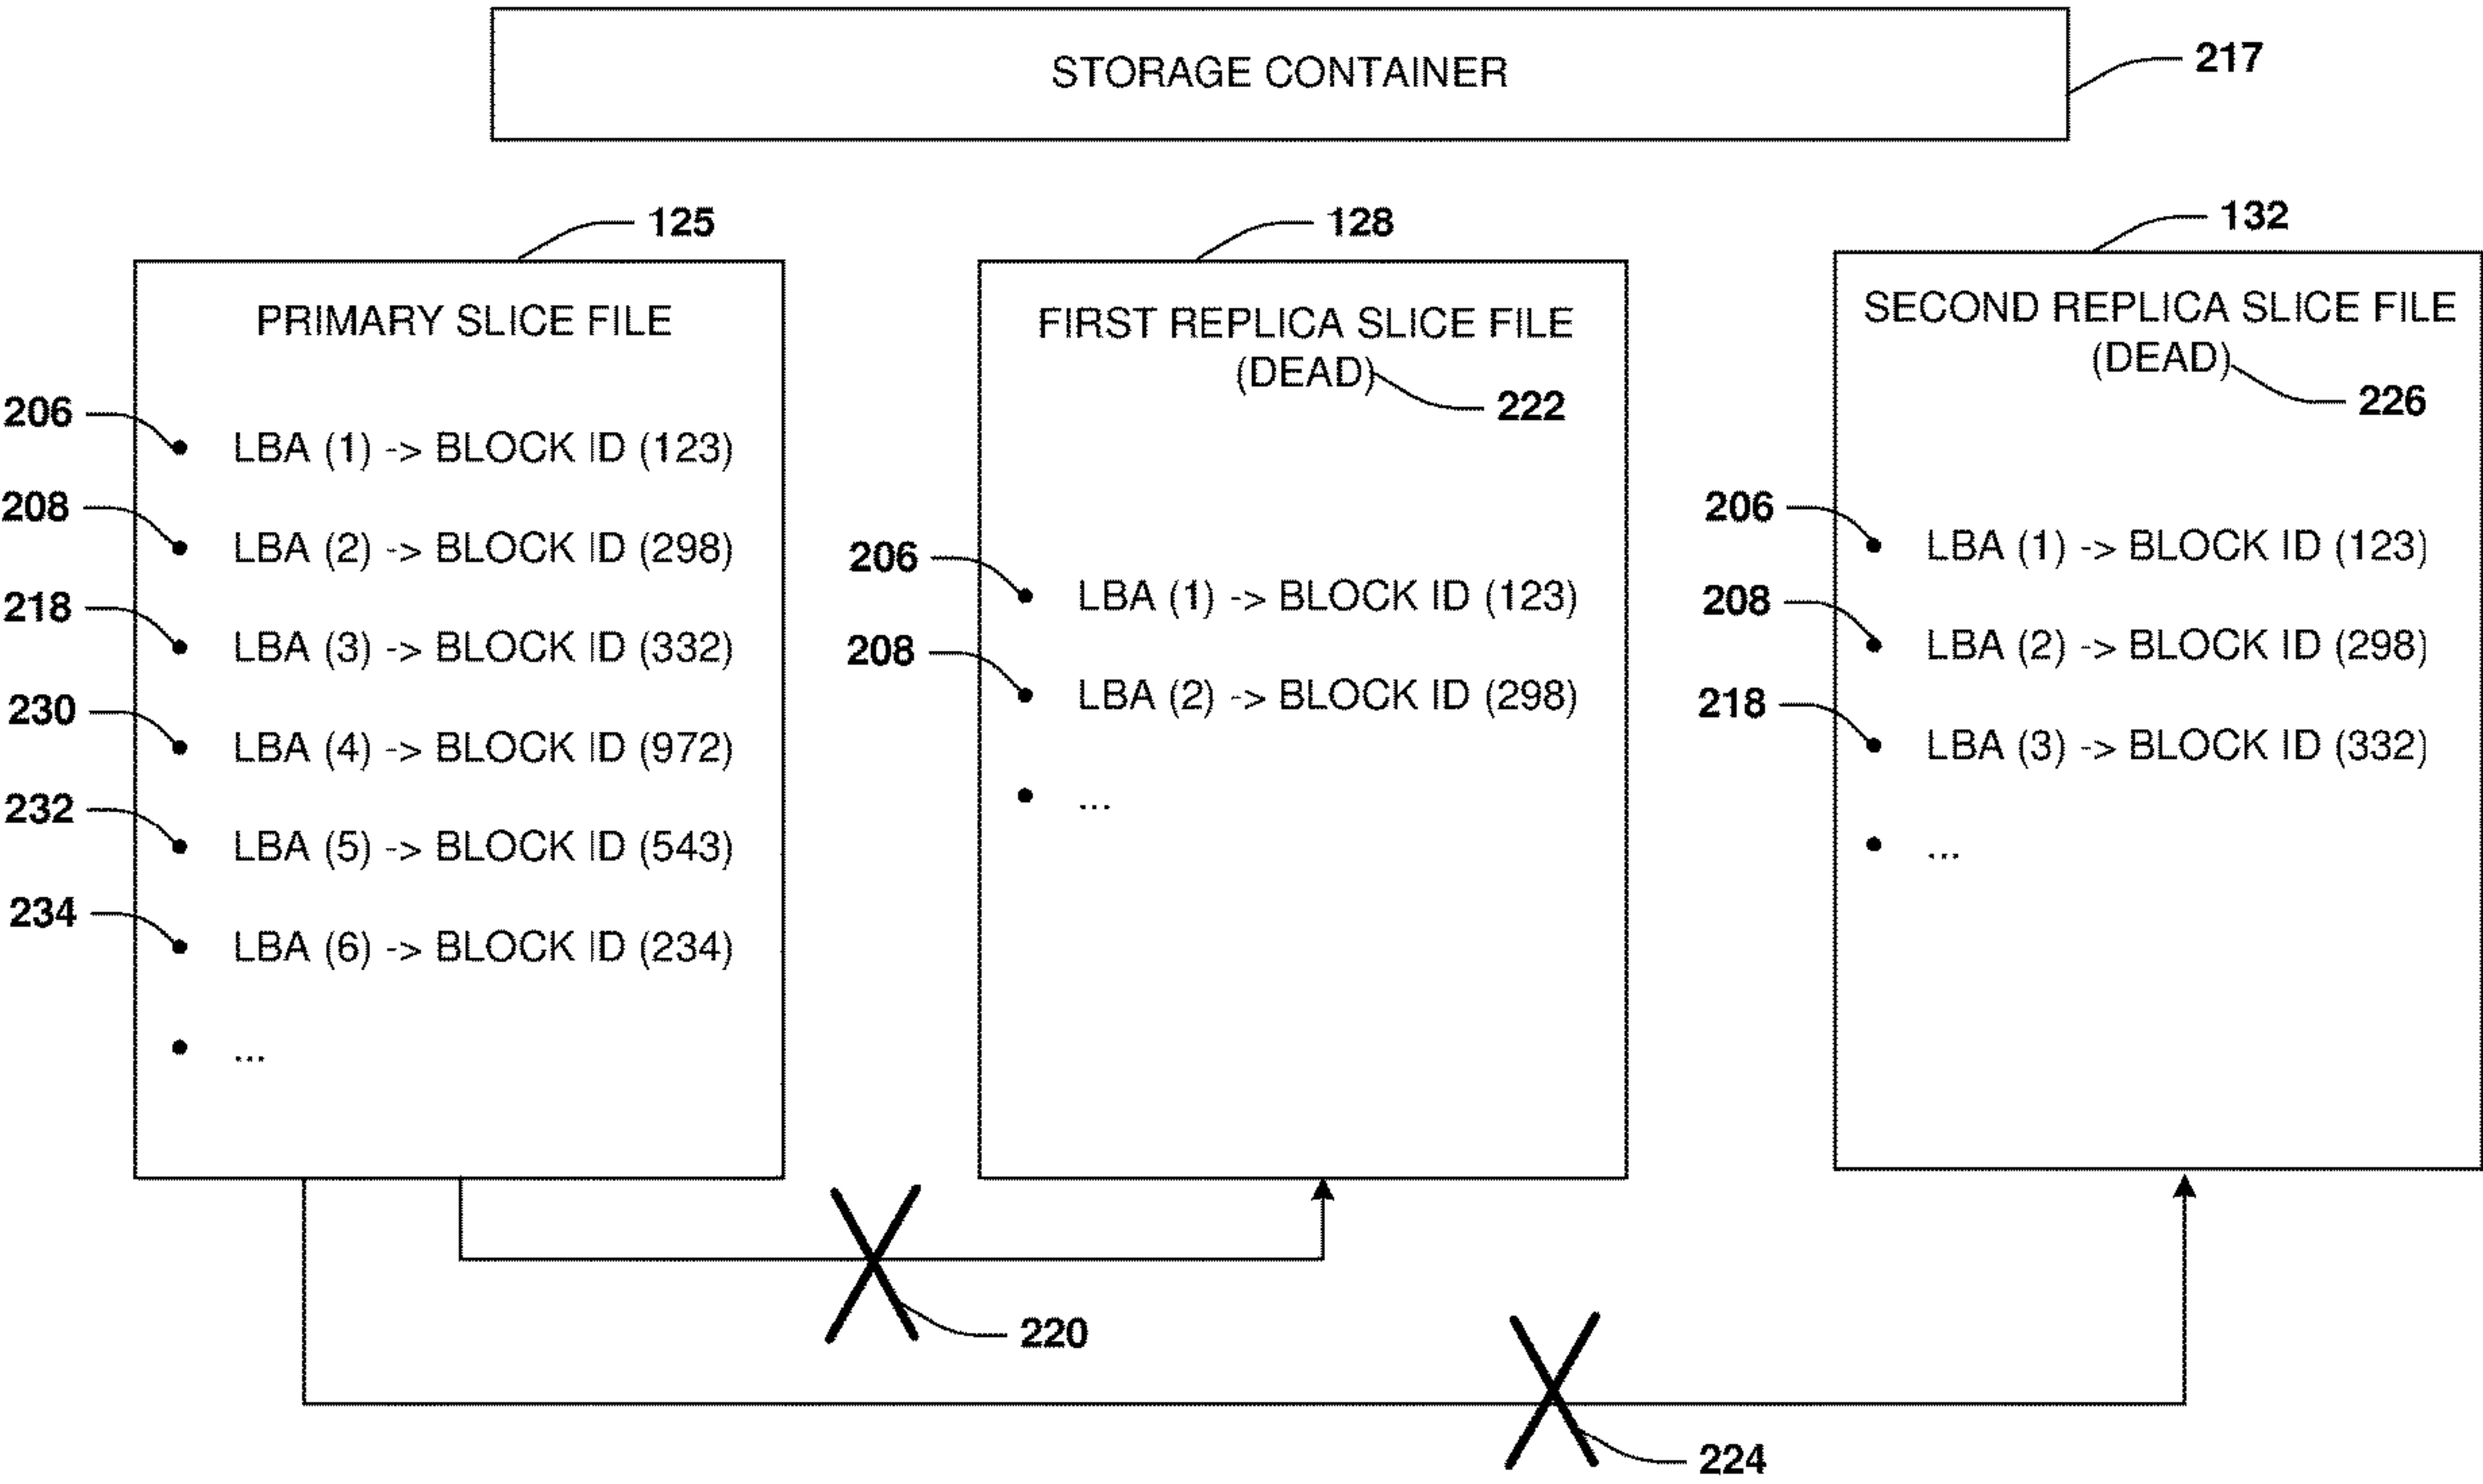 STORAGE CONTAINER
217
125
PRIMARY SLICE FILE
206
LBA (1) -> BLOCK ID (123)
208
LBA (2) -> BLOCK ID (298)
218
LBA (3) -> BLOCK ID (332)
230
LBA (4) -> BLOCK ID (972)
232
LBA (5) -> BLOCK ID (543)
234
LBA (6) -> BLOCK ID (234)
...
128
FIRST REPLICA SLICE FILE
(DEAD)
222
206
LBA (1) -> BLOCK ID (123)
208
LBA (2) -> BLOCK ID (298)
...
132
SECOND REPLICA SLICE FILE
(DEAD)
226
206
LBA (1) -> BLOCK ID (123)
208
LBA (2) -> BLOCK ID (298)
218
LBA (3) -> BLOCK ID (332)
...
220
224